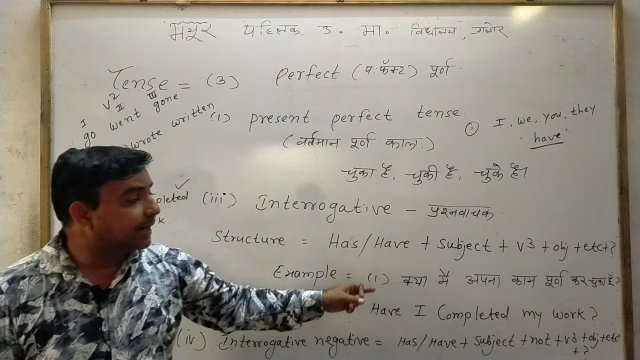 मयूर पब्लिक उ. मा. विद्यालय,
Tense = (3) perfect (प.फॅक्ट) पूर्ण
I V2 II III
go went gone
wrote written
(1) present perfect tense
(वर्तमान पूर्ण काल)
I, we, you, they
have
चुका है, चुकी है, चुके है।
(iii) Interrogative - प्रश्नवाचक
Structure = Has/Have + Subject + V3 + obj + etc+?
Example = (1) क्या मैं अपना काम पूर्ण कर चुका हूँ?
Have I Completed my work?
(iv) Interrogative negative = Has/Have + Subject + not + V3 + obj + etc
+ ?